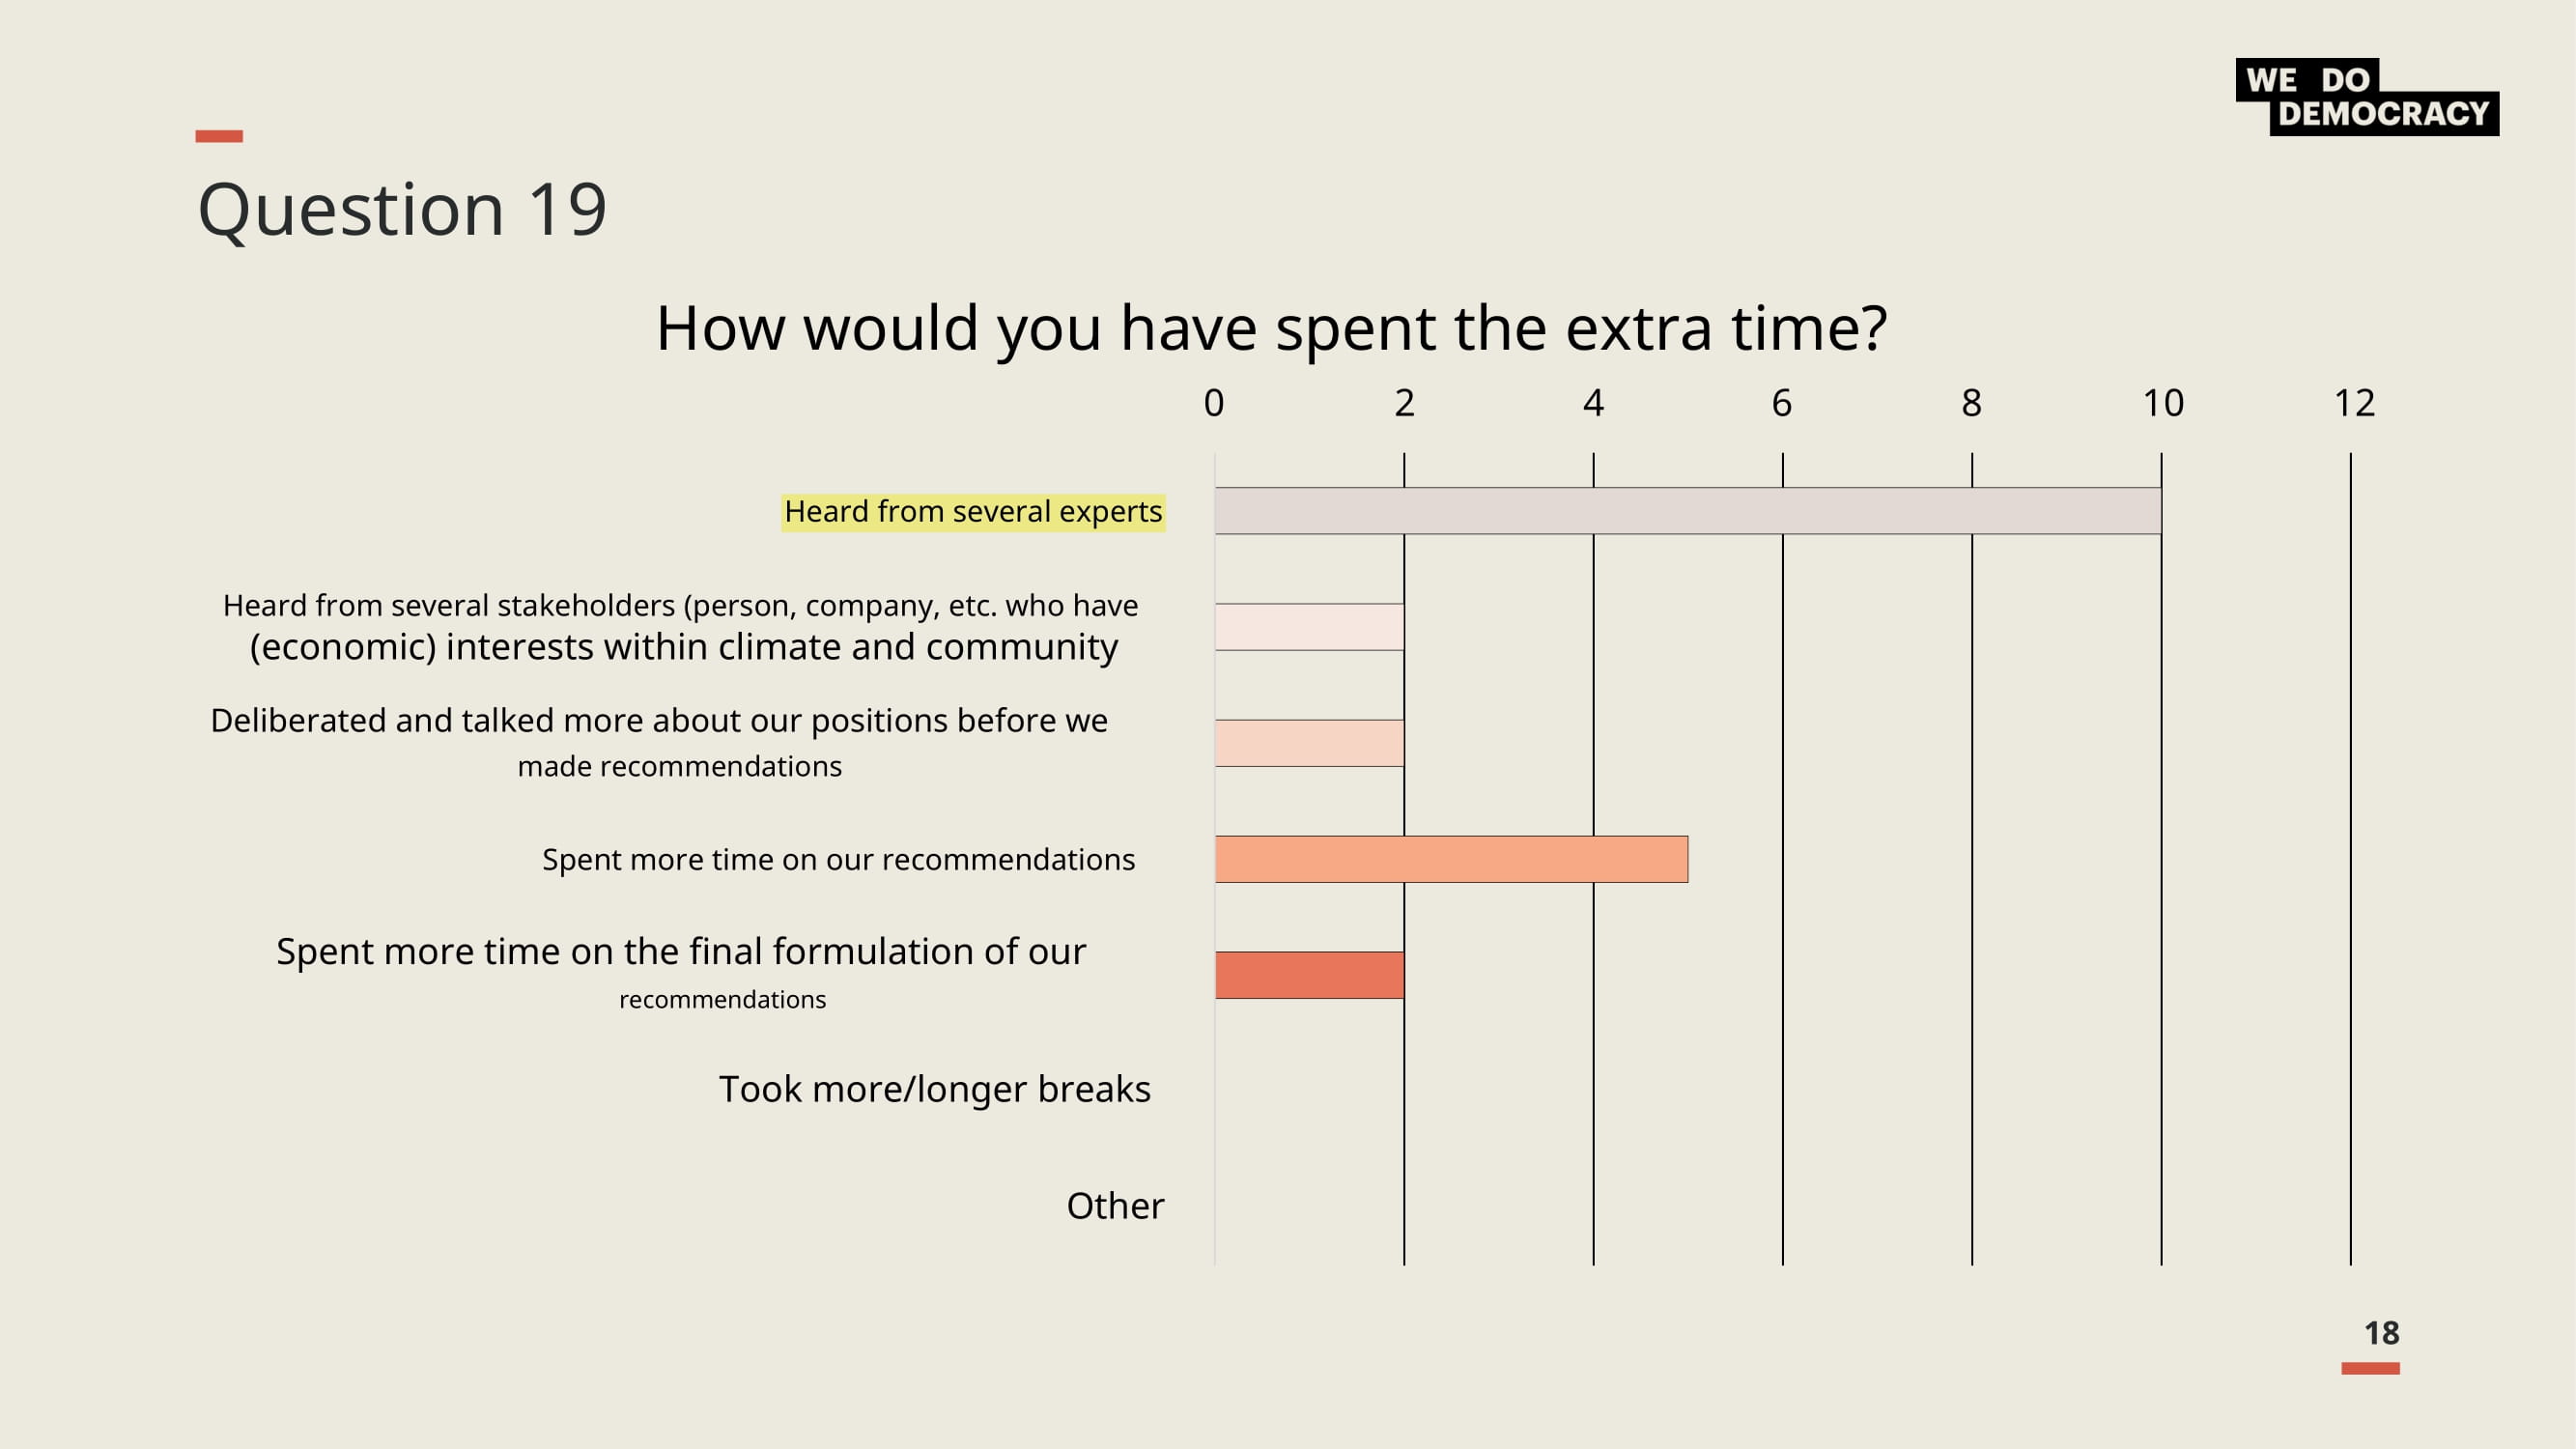 WE DO
DEMOCRACY
Question 19
How would you have spent the extra time?
0 2 4 6 8 10 12
Heard from several experts
Heard from several stakeholders (person, company, etc. who have
(economic) interests within climate and community
Deliberated and talked more about our positions before we
made recommendations
Spent more time on our recommendations
Spent more time on the final formulation of our
recommendations
Took more/longer breaks
Other
18